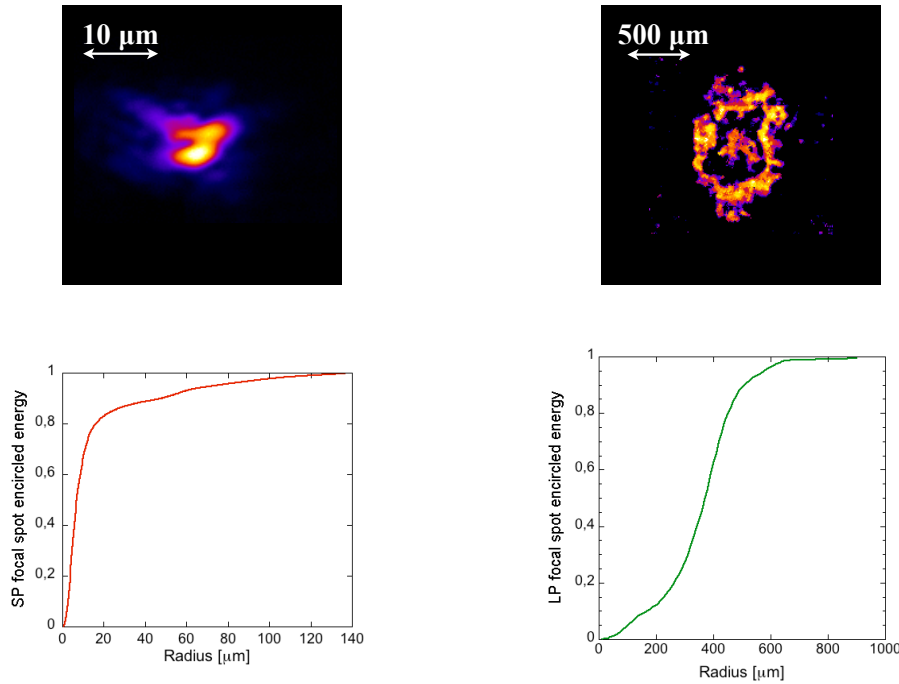 10 μm
500 μm
SP focal spot encircled energy
1
0,8
0,6
0,4
0,2
0
0 20 40 60 80 100 120 140
Radius [μm]
LP focal spot encircled energy
1
0,8
0,6
0,4
0,2
0
0 200 400 600 800 1000
Radius [μm]